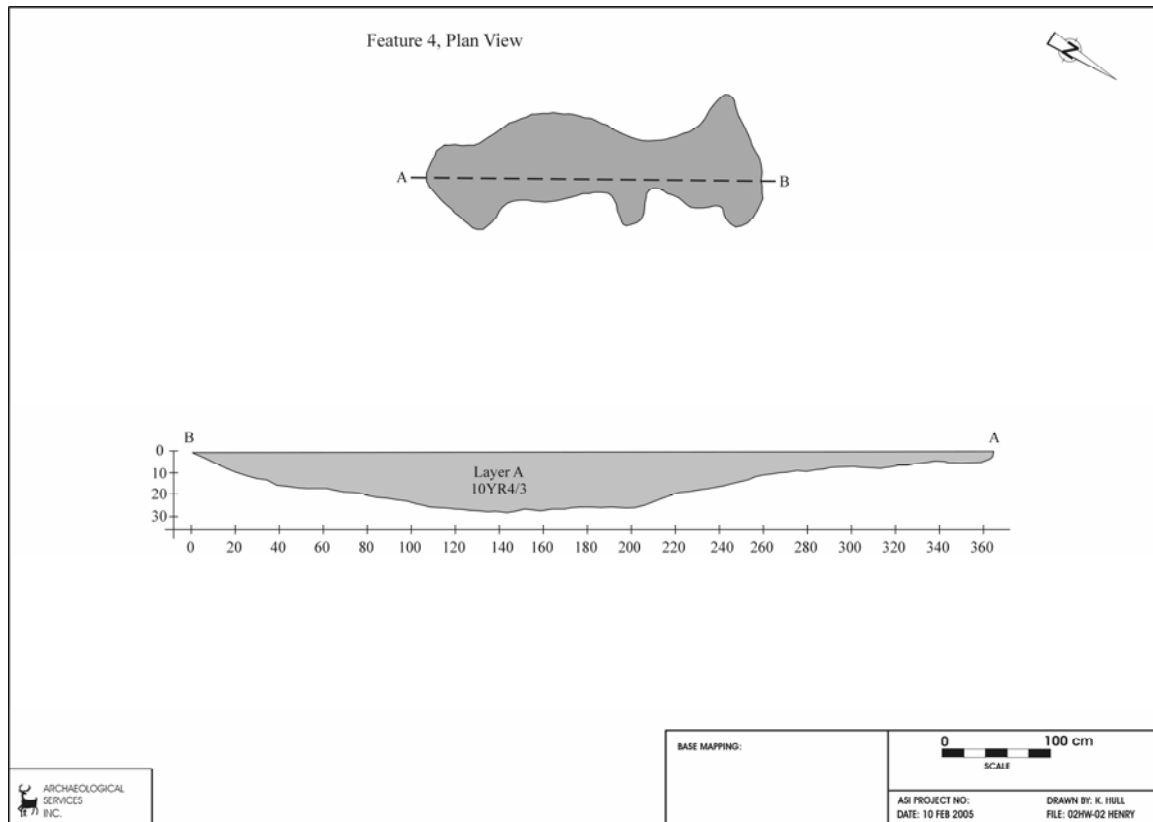 Feature 4, Plan View
N
A
B
B
A
0
10
20
30
Layer A
10YR4/3
0 20 40 60 80 100 120 140 160 180 200 220 240 260 280 300 320 340 360
BASE MAPPING:
0 100 cm
SCALE
ASI PROJECT NO:
DATE: 10 FEB 2005
DRAWN BY: K. HULL
FILE: 02HW-02 HENRY
ARCHAEOLOGICAL
SERVICES
INC.